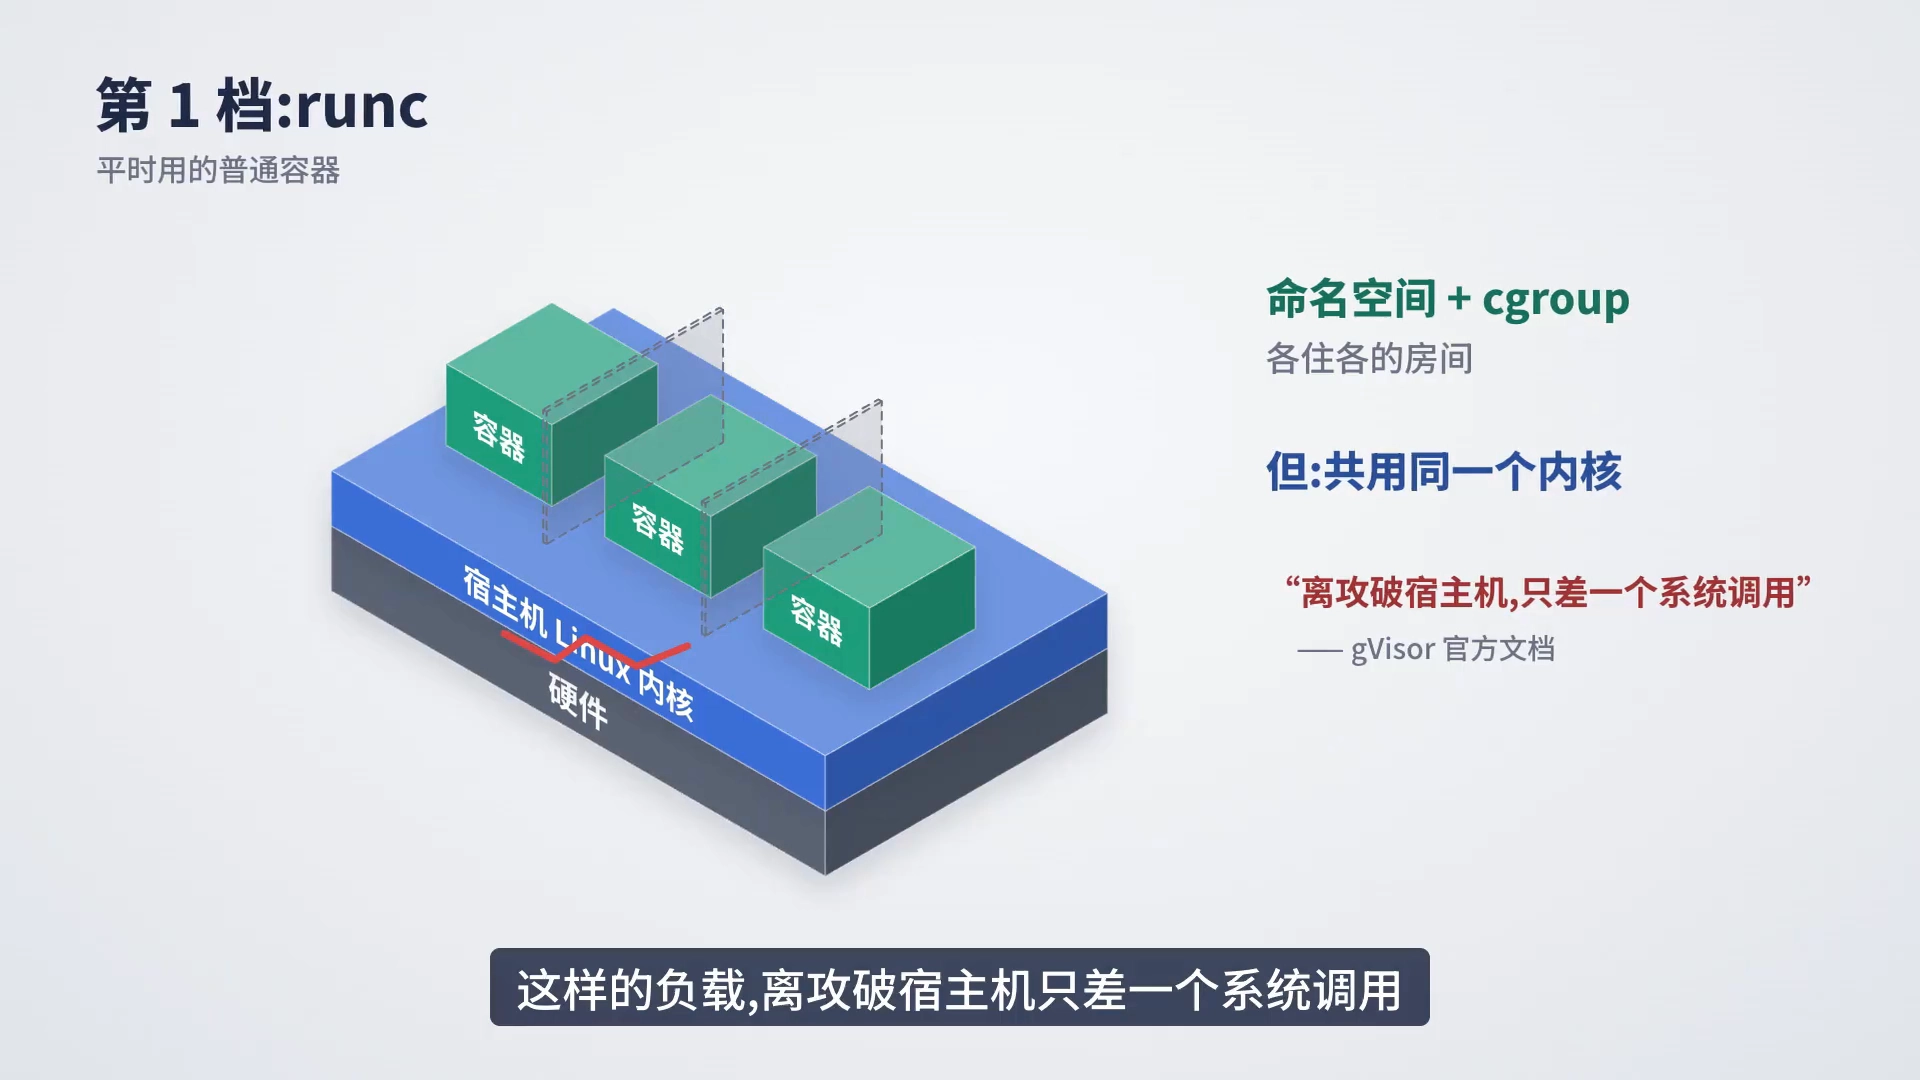 第 1 档:runc
平时用的普通容器
容器
容器
容器
宿主机 Linux 内核
硬件
命名空间 + cgroup
各住各的房间
但:共用同一个内核
“离攻破宿主机,只差一个系统调用”
—— gVisor 官方文档
这样的负载,离攻破宿主机只差一个系统调用